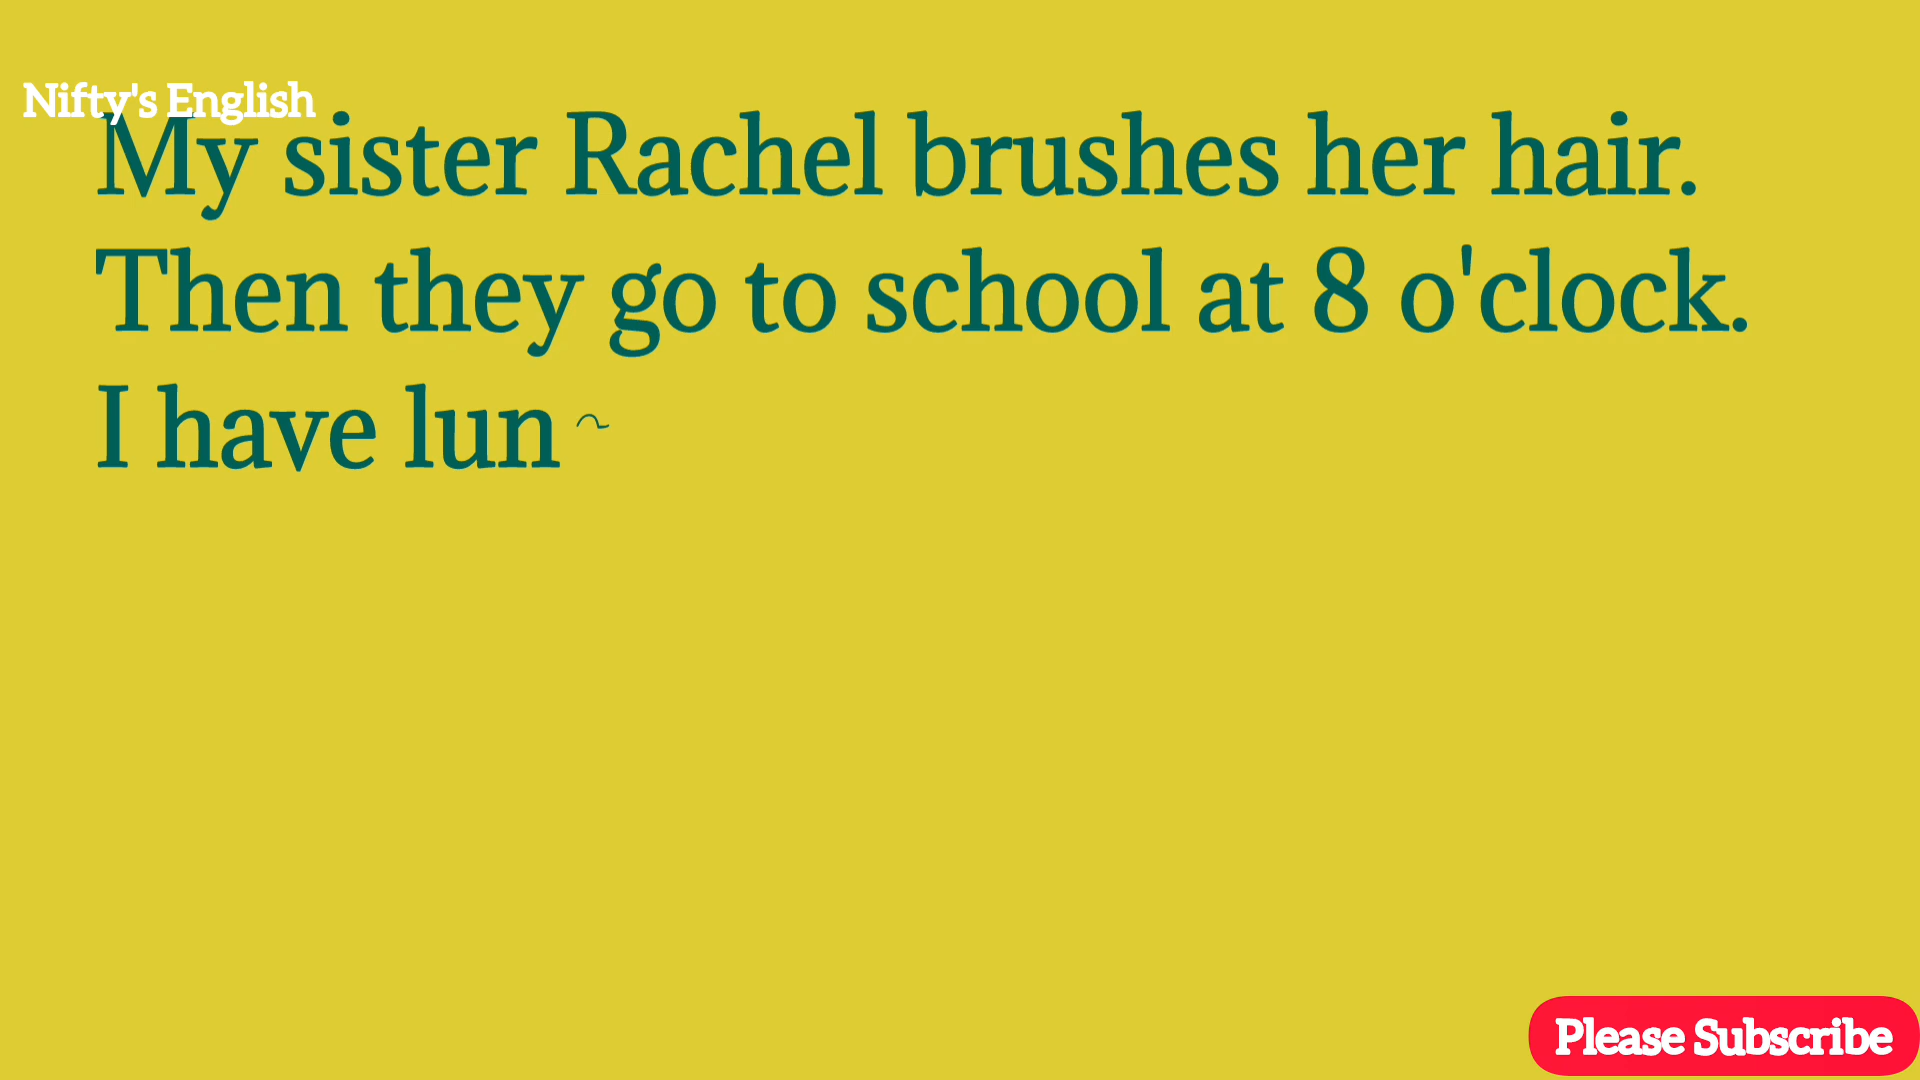 Nifty's English
My sister Rachel brushes her hair.
Then they go to school at 8 o'clock.
I have lun
Please Subscribe